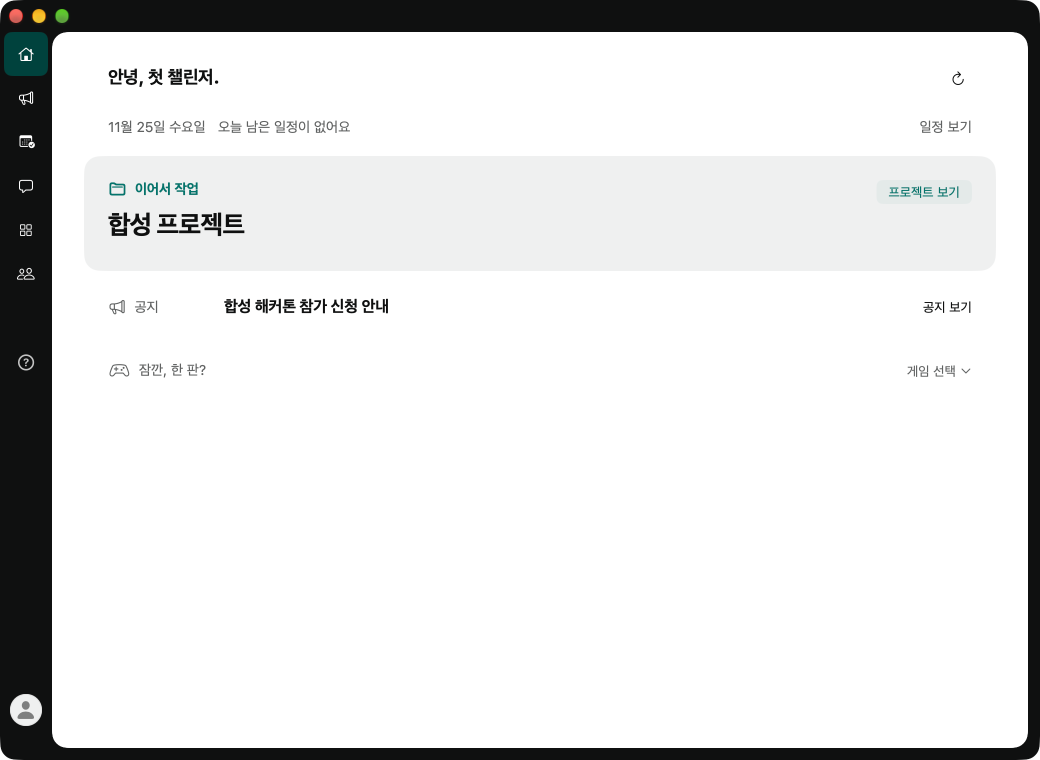 안녕, 첫 챌린저.
11월 25일 수요일 오늘 남은 일정이 없어요 일정 보기
이어서 작업 프로젝트 보기
합성 프로젝트
공지 합성 해커톤 참가 신청 안내 공지 보기
잠깐, 한 판? 게임 선택